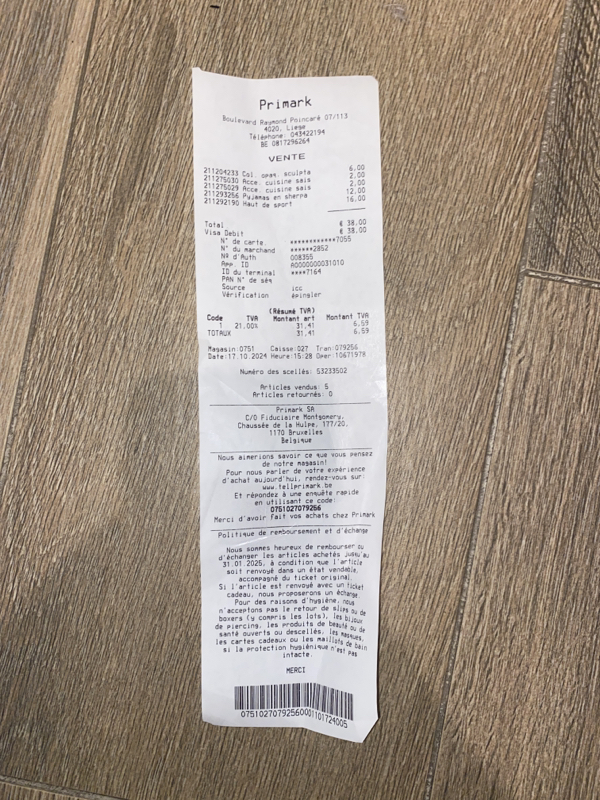 Primark
Boulevard Raymond Poincaré 07/113
4020, Liege
Téléphone: 043422194
BE 0817296264
VENTE
211204233 Col. opaq. sculpta 6.00
211275030 Acce. cuisine sais 2.00
211275029 Acce. cuisine sais 2.00
211293256 Pyjamas en sherpa 12.00
211292190 Haut de sport 16.00
Total € 38.00
Visa Debit € 38.00
N° de carte ************7055
N° du marchand ******2852
Nº d'Auth 008355
App. ID A0000000031010
ID du terminal ****7164
PAN N° de séq
Source icc
Vérification épingler
(Résumé TVA)
Code TVA Montant art Montant TVA
1 21.00% 31.41 6.59
TOTAUX 31.41 6.59
Magasin:0751 Caisse:027 Tran:079256
Date:17.10.2024 Heure:15:28 Oper:10671978
Numéro des scellés: 53233502
Articles vendus: 5
Articles retournés: 0
Primark SA
C/O Fiduciaire Montgomery,
Chaussée de la Hulpe, 177/20,
1170 Bruxelles
Belgique
Nous aimerions savoir ce que vous pensez
de notre magasin!
Pour nous parler de votre expérience
d'achat aujourd'hui, rendez-vous sur:
www.tellprimark.be
Et répondez à une enquête rapide
en utilisant ce code:
0751027079256
Merci d'avoir fait vos achats chez Primark
Politique de remboursement et d'échange
Nous sommes heureux de rembourser ou
d'échanger les articles achetés jusqu'au
31.01.2025, à condition que l'article
soit renvoyé dans un état vendable,
accompagné du ticket original.
Si l'article est renvoyé avec un ticket
cadeau, nous proposerons un échange.
Pour des raisons d'hygiène, nous
n'acceptons pas le retour de slips ou de
boxers (y compris les lots), les bijoux
de piercing, les produits de beauté ou de
santé ouverts ou descellés, les masques,
les cartes cadeaux ou les maillots de bain
si la protection hygiénique n'est pas
intacte.
MERCI
07510270792560001101724005